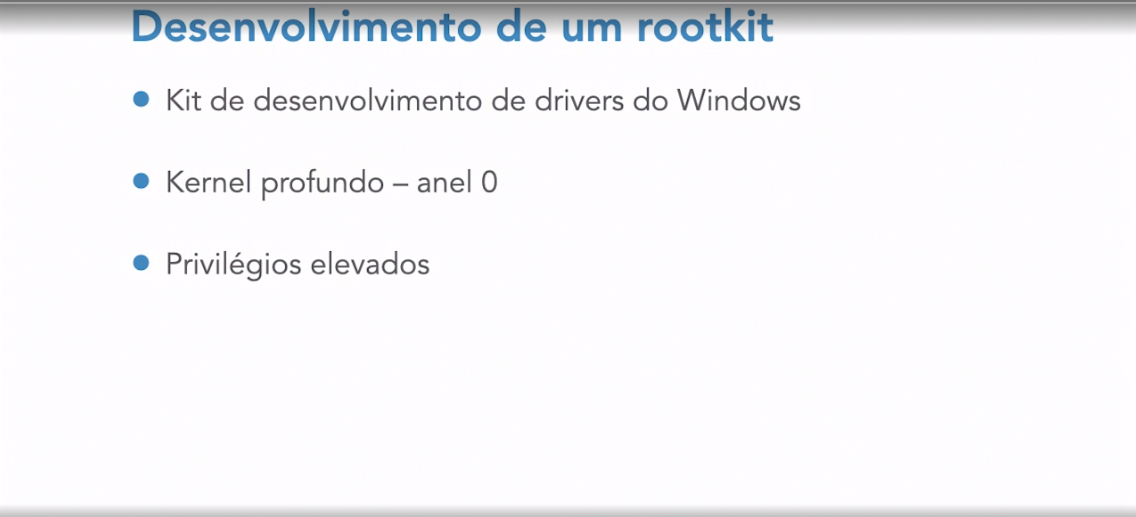 Desenvolvimento de um rootkit
Kit de desenvolvimento de drivers do Windows
Kernel profundo – anel 0
Privilégios elevados